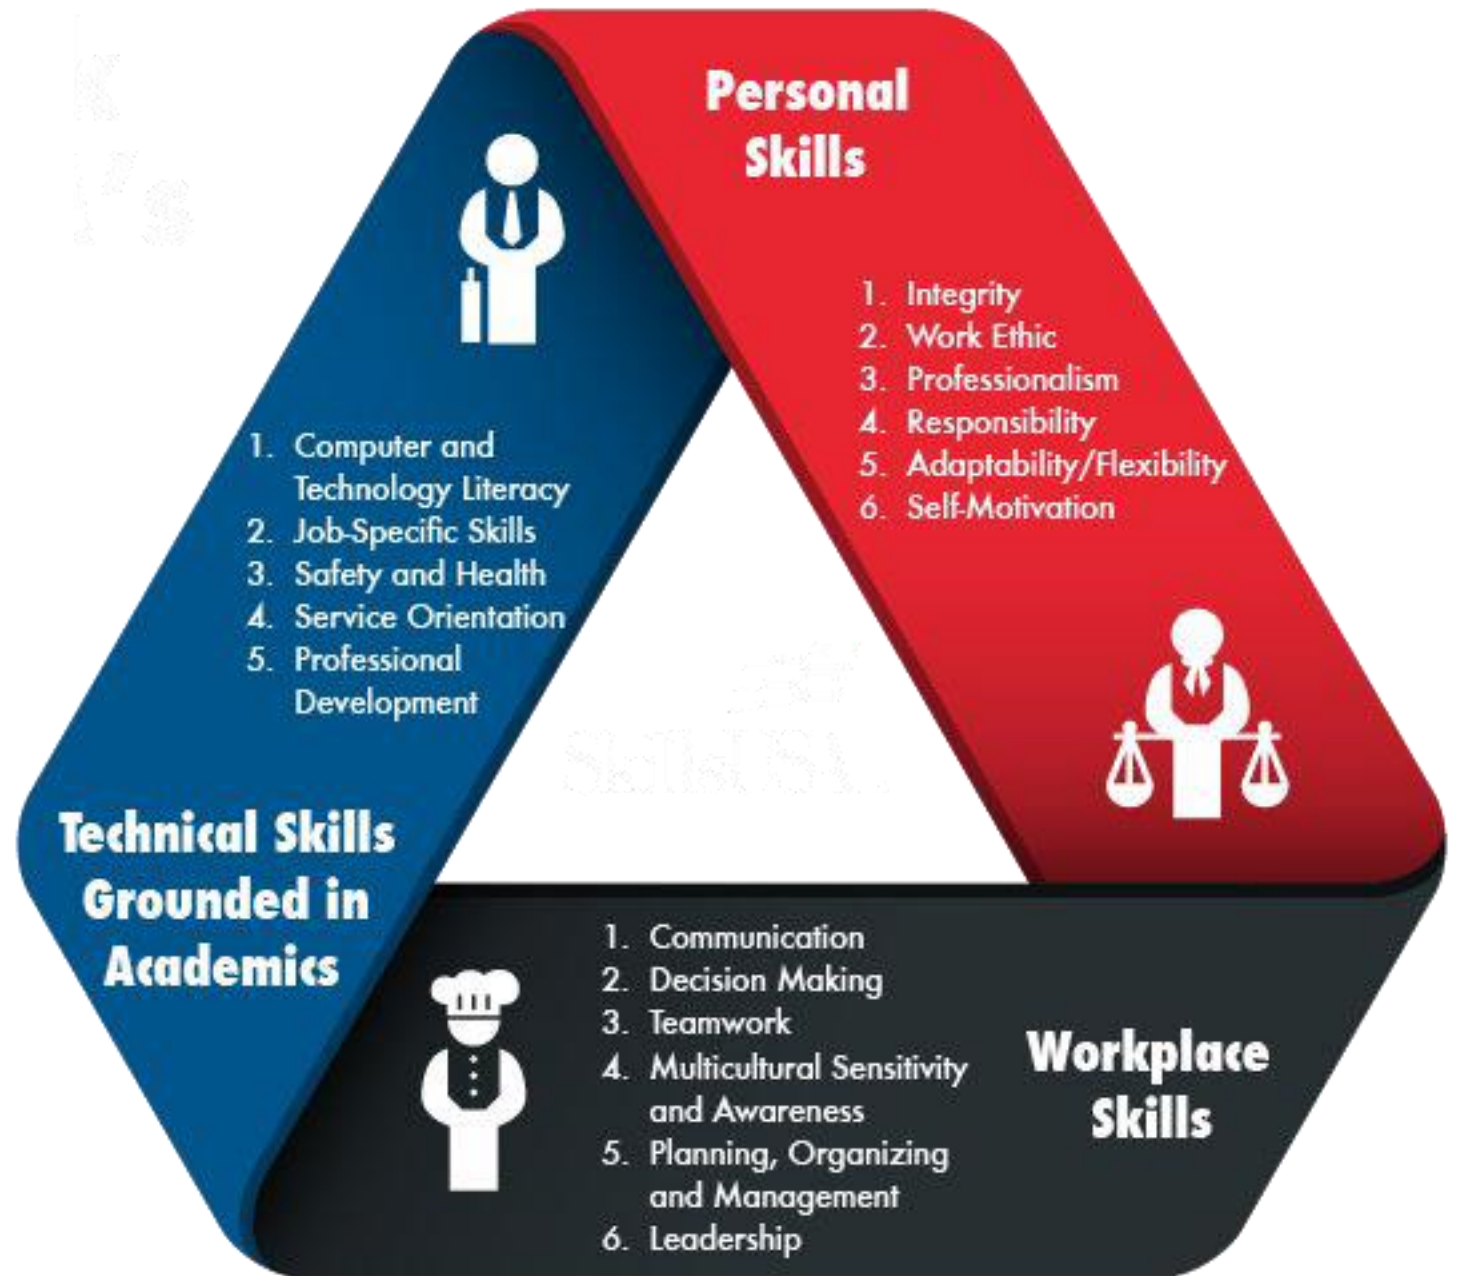 Personal
Skills
1. Integrity
2. Work Ethic
3. Professionalism
4. Responsibility
5. Adaptability/Flexibility
6. Self-Motivation
1. Computer and
Technology Literacy
2. Job-Specific Skills
3. Safety and Health
4. Service Orientation
5. Professional
Development
Technical Skills
Grounded in
Academics
SkillsUSA
1. Communication
2. Decision Making
3. Teamwork
4. Multicultural Sensitivity
and Awareness
5. Planning, Organizing
and Management
6. Leadership
Workplace
Skills